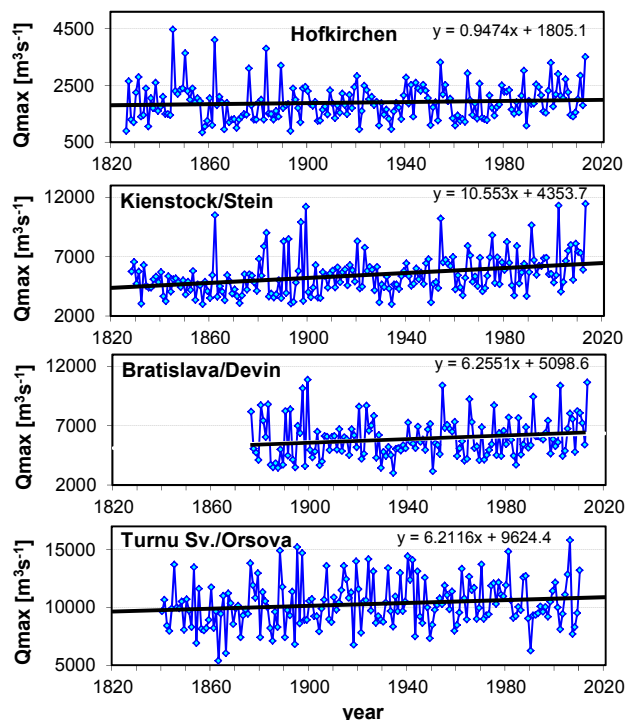 Hofkirchen
y = 0.9474x + 1805.1
Qmax [m³s⁻¹]
4500
2500
500
1820 1860 1900 1940 1980 2020
Kienstock/Stein
y = 10.553x + 4353.7
Qmax [m³s⁻¹]
12000
7000
2000
1820 1860 1900 1940 1980 2020
Bratislava/Devin
y = 6.2551x + 5098.6
Qmax [m³s⁻¹]
12000
7000
2000
1820 1860 1900 1940 1980 2020
Turnu Sv./Orsova
y = 6.2116x + 9624.4
Qmax [m³s⁻¹]
15000
10000
5000
1820 1860 1900 1940 1980 2020
year